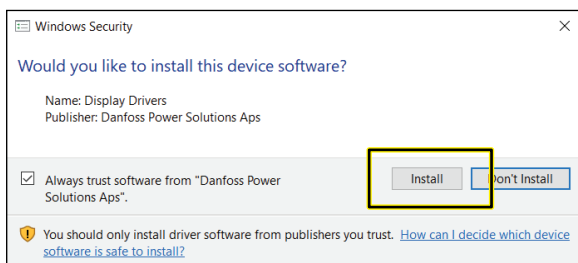 Windows Security
Would you like to install this device software?
Name: Display Drivers
Publisher: Danfoss Power Solutions Aps
Always trust software from "Danfoss Power
Solutions Aps".
Install
Don't Install
You should only install driver software from publishers you trust. How can I decide which device
software is safe to install?